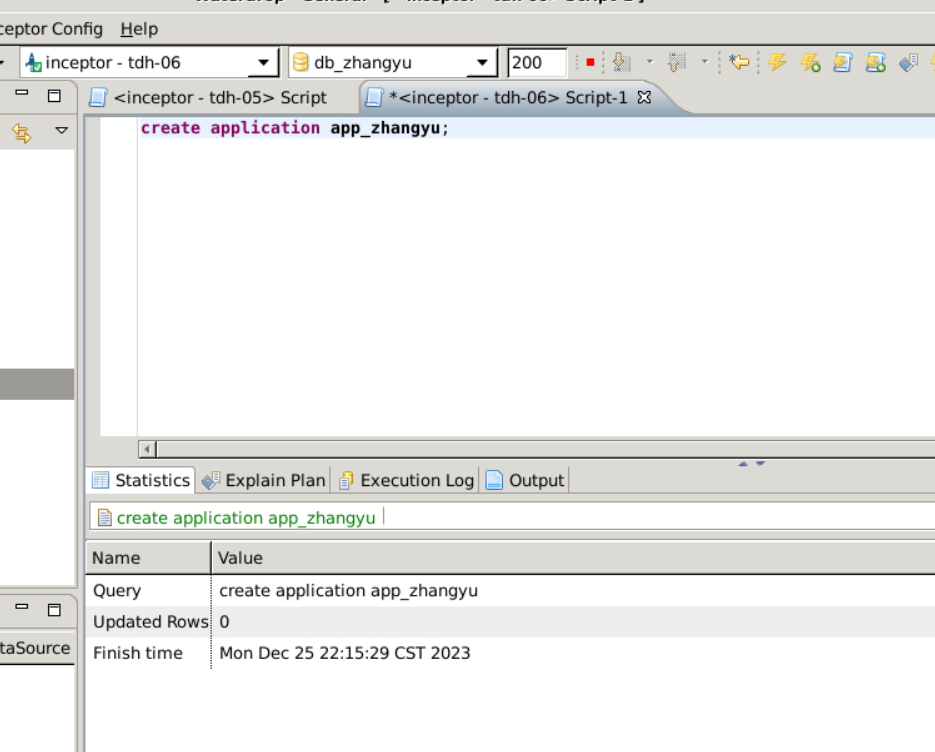 ceptor Config Help
inceptor - tdh-06 db_zhangyu 200
<inceptor - tdh-05> Script *<inceptor - tdh-06> Script-1
create application app_zhangyu;
Statistics Explain Plan Execution Log Output
create application app_zhangyu
Name Value
Query create application app_zhangyu
Updated Rows 0
Finish time Mon Dec 25 22:15:29 CST 2023
taSource